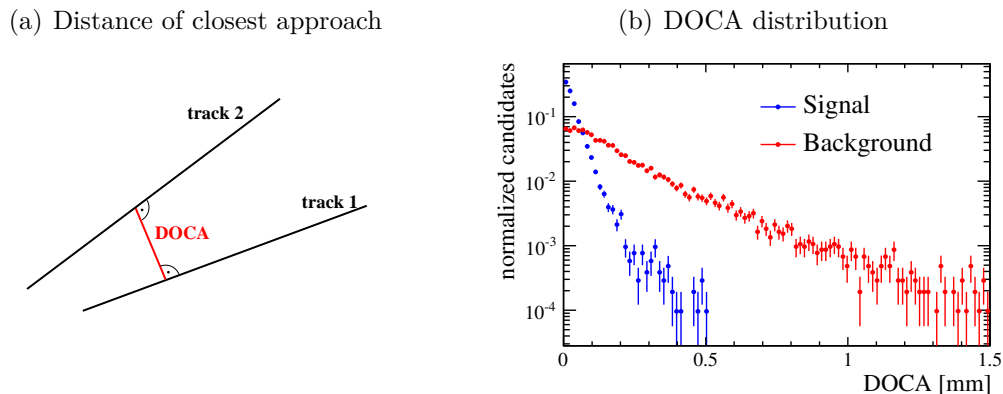 (a) Distance of closest approach
track 2
track 1
DOCA
(b) DOCA distribution
normalized candidates
10⁻¹
10⁻²
10⁻³
10⁻⁴
Signal
Background
0 0.5 1 1.5
DOCA [mm]